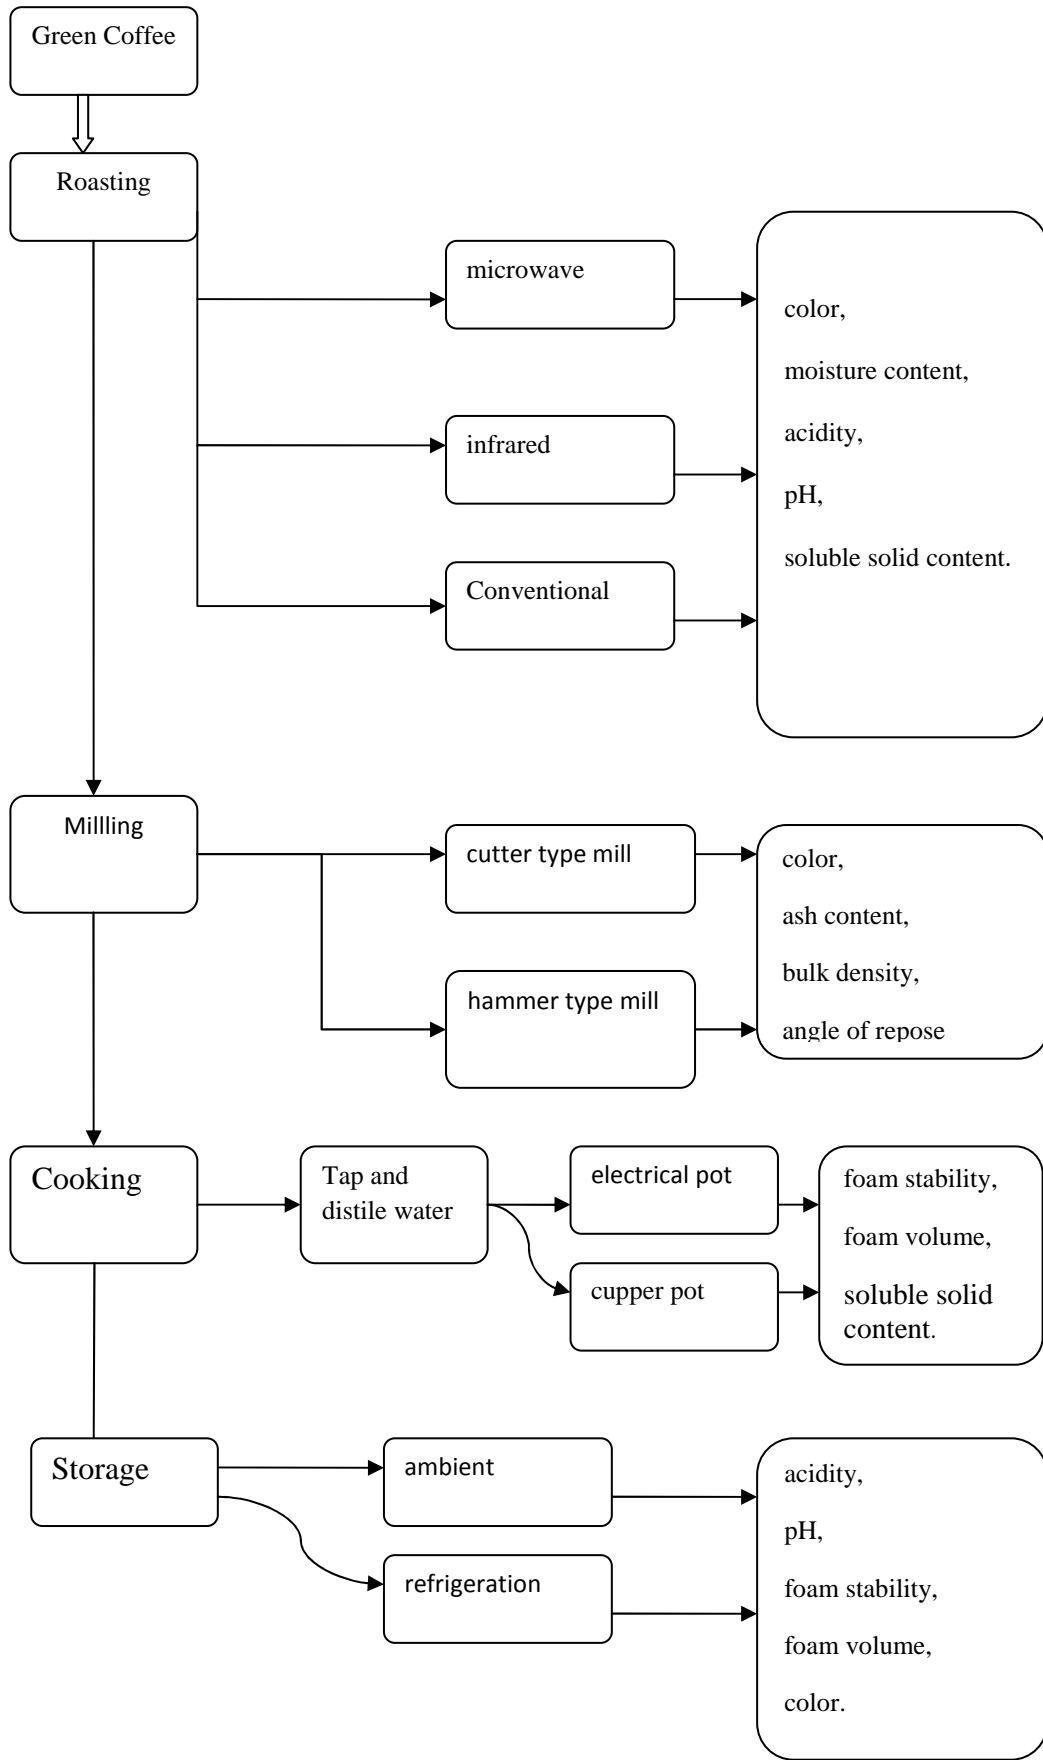 Green Coffee
Roasting
microwave
infrared
Conventional
color,
moisture content,
acidity,
pH,
soluble solid content.
Millling
cutter type mill
hammer type mill
color,
ash content,
bulk density,
angle of repose
Cooking
Tap and
distile water
electrical pot
cupper pot
foam stability,
foam volume,
soluble solid
content.
Storage
ambient
refrigeration
acidity,
pH,
foam stability,
foam volume,
color.